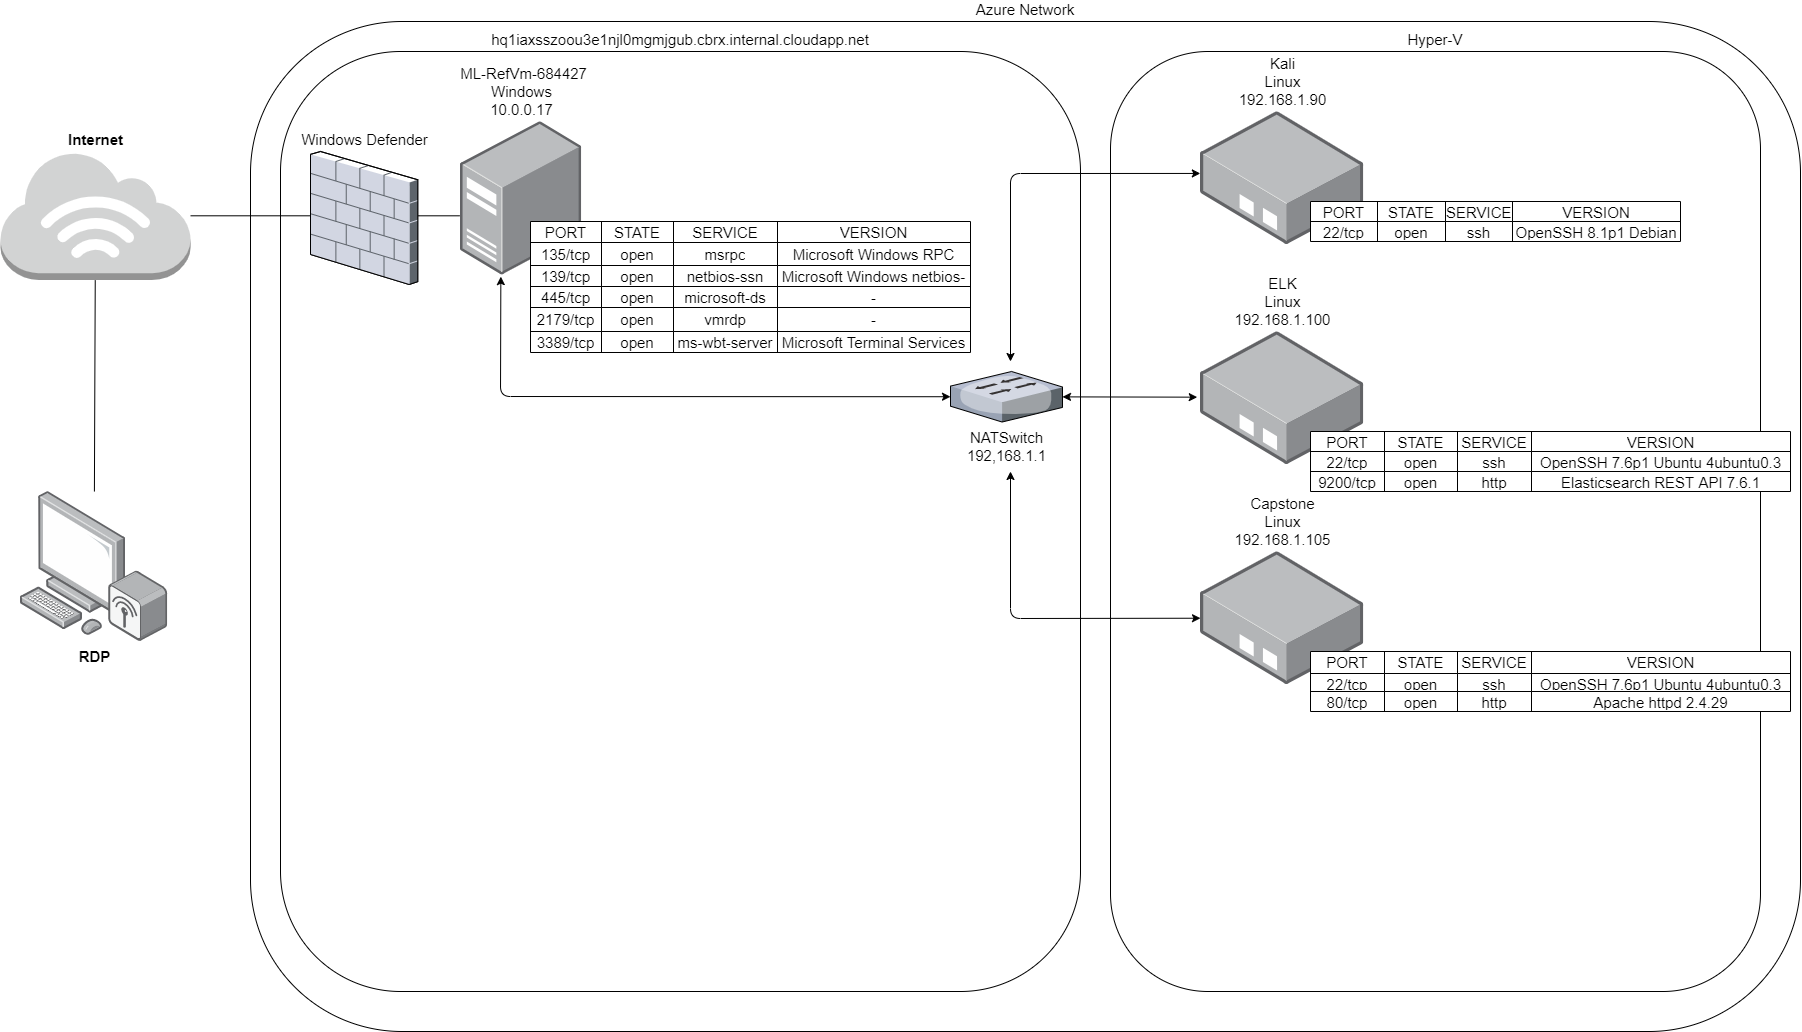 Azure Network
hq1iaxsszoou3e1njl0mgmjgub.cbrx.internal.cloudapp.net
Hyper-V
Internet
RDP
Windows Defender
ML-RefVm-684427
Windows
10.0.0.17
PORT STATE SERVICE VERSION
135/tcp open msrpc Microsoft Windows RPC
139/tcp open netbios-ssn Microsoft Windows netbios-
445/tcp open microsoft-ds -
2179/tcp open vmrdp -
3389/tcp open ms-wbt-server Microsoft Terminal Services
NATSwitch
192,168.1.1
Kali
Linux
192.168.1.90
PORT STATE SERVICE VERSION
22/tcp open ssh OpenSSH 8.1p1 Debian
ELK
Linux
192.168.1.100
PORT STATE SERVICE VERSION
22/tcp open ssh OpenSSH 7.6p1 Ubuntu 4ubuntu0.3
9200/tcp open http Elasticsearch REST API 7.6.1
Capstone
Linux
192.168.1.105
PORT STATE SERVICE VERSION
22/tcp open ssh OpenSSH 7.6p1 Ubuntu 4ubuntu0.3
80/tcp open http Apache httpd 2.4.29